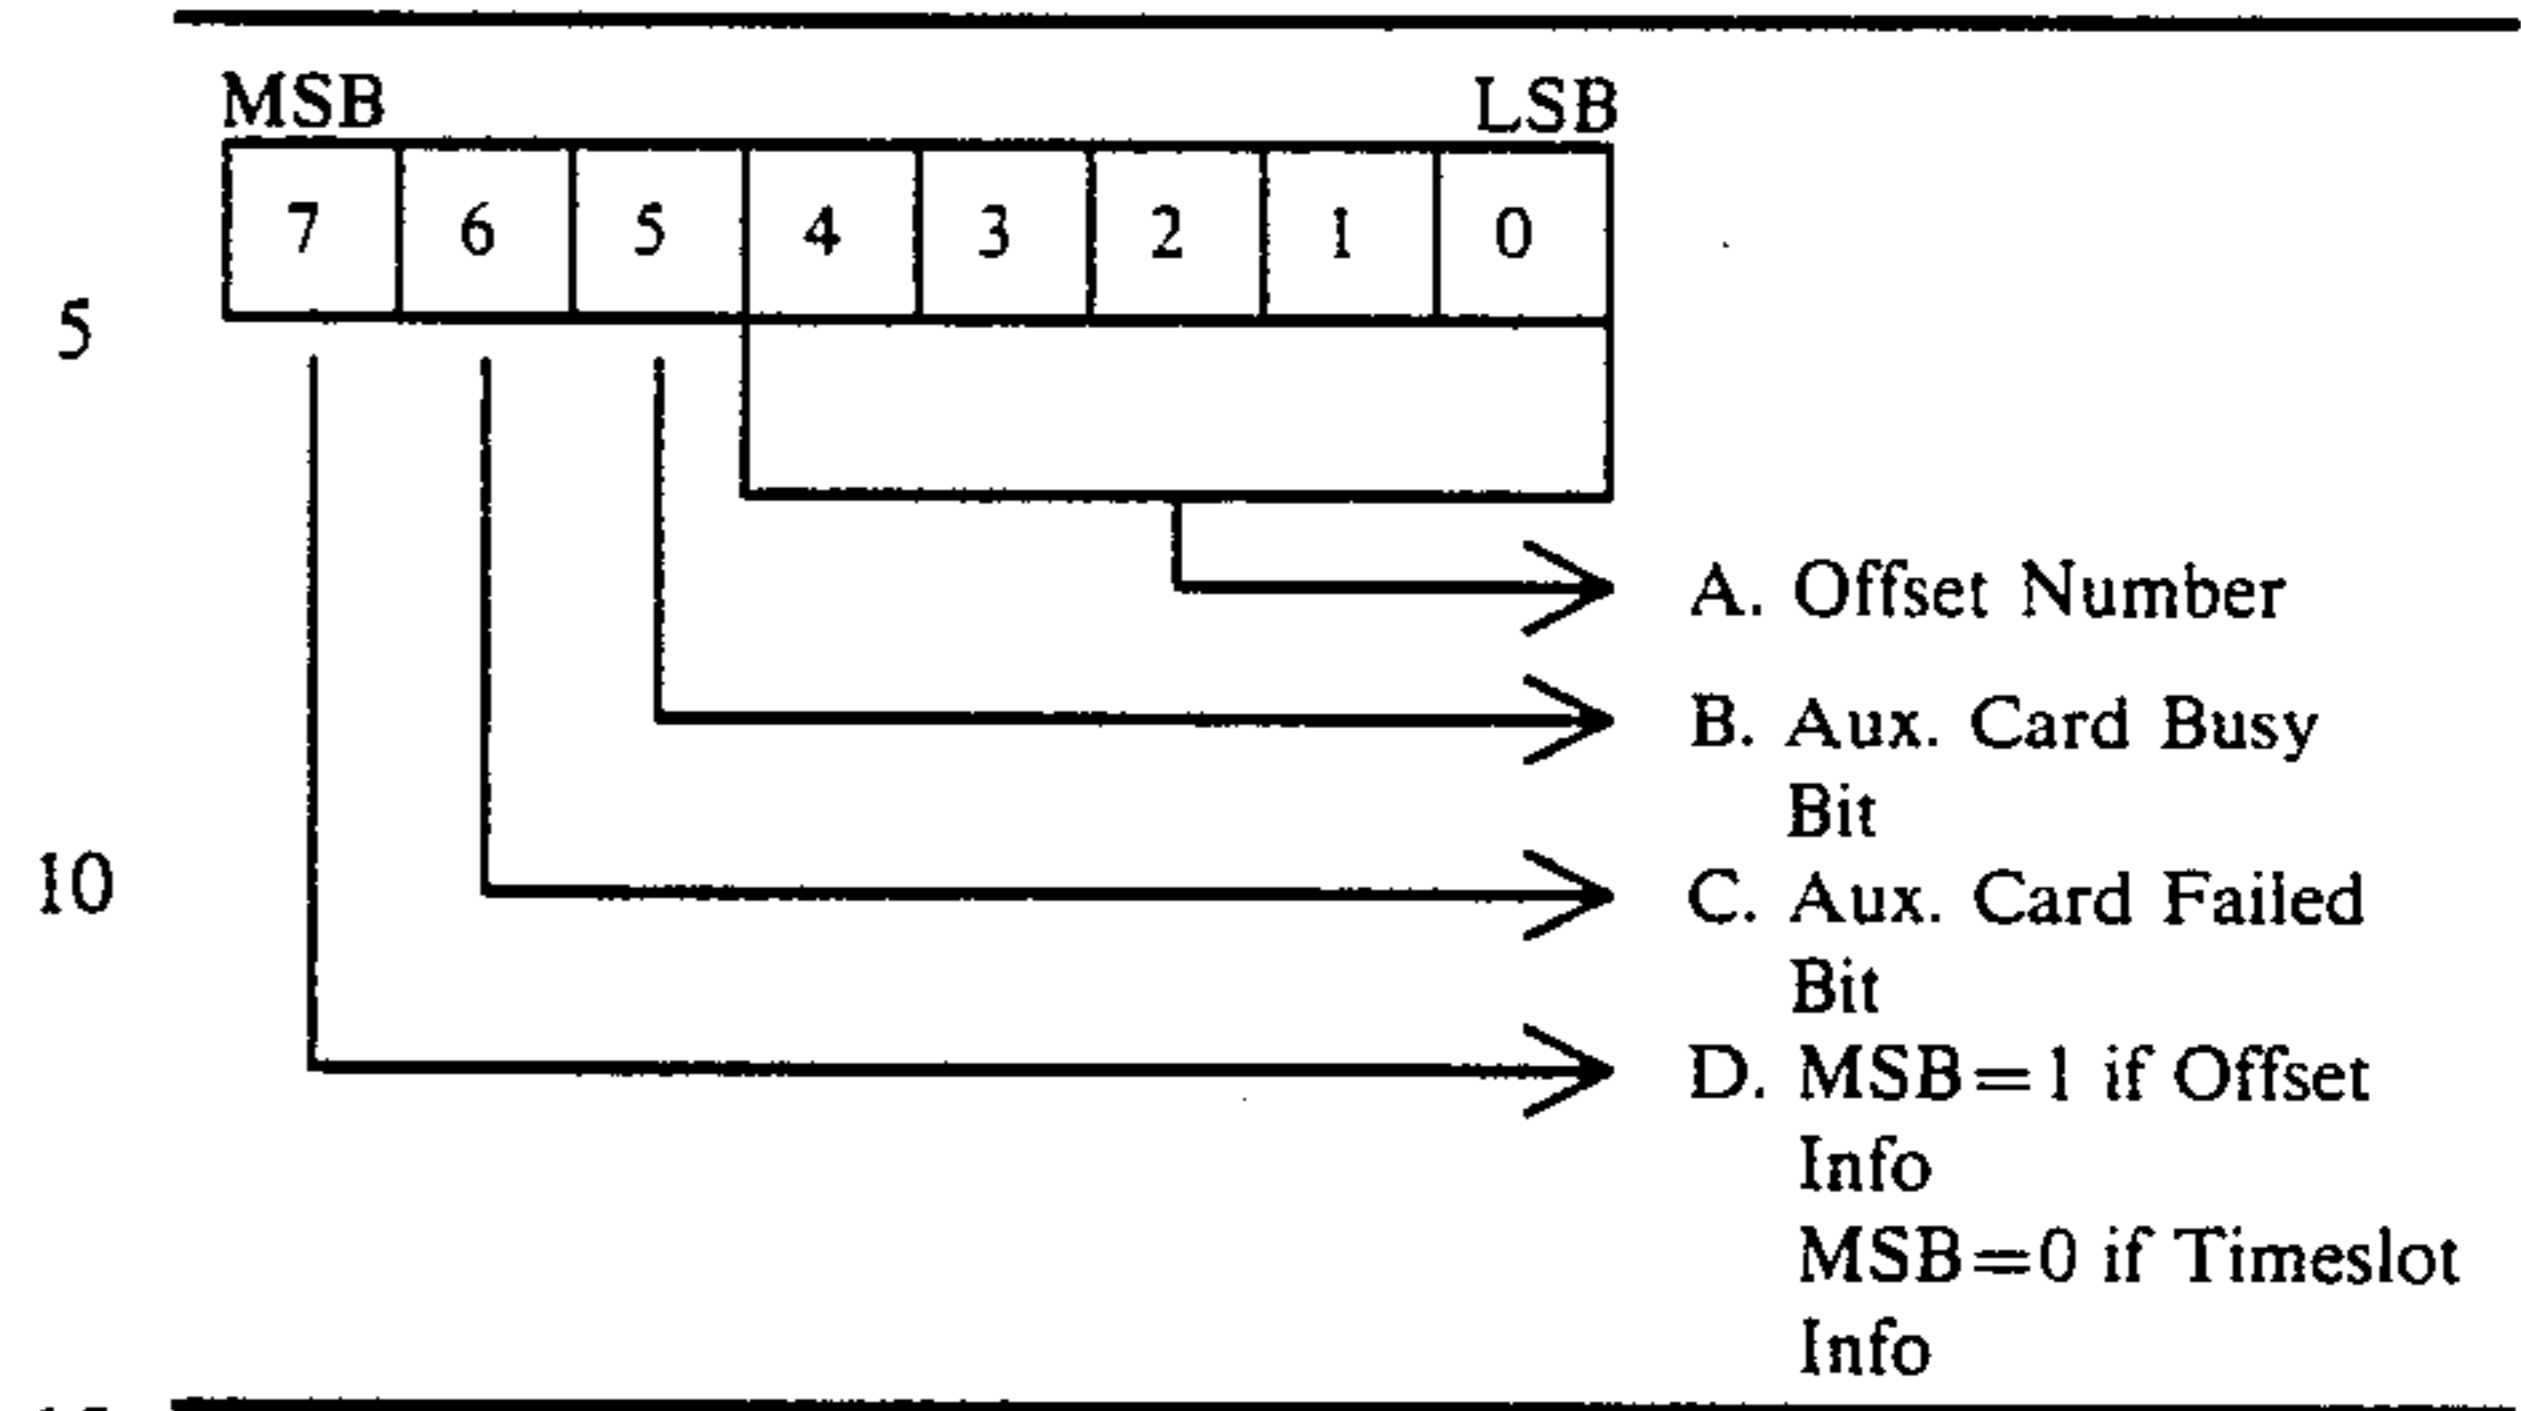 MSB LSB
7 6 5 4 3 2 1 0
5
A. Offset Number
B. Aux. Card Busy
Bit
10
C. Aux. Card Failed
Bit
D. MSB=1 if Offset
Info
MSB=0 if Timeslot
Info